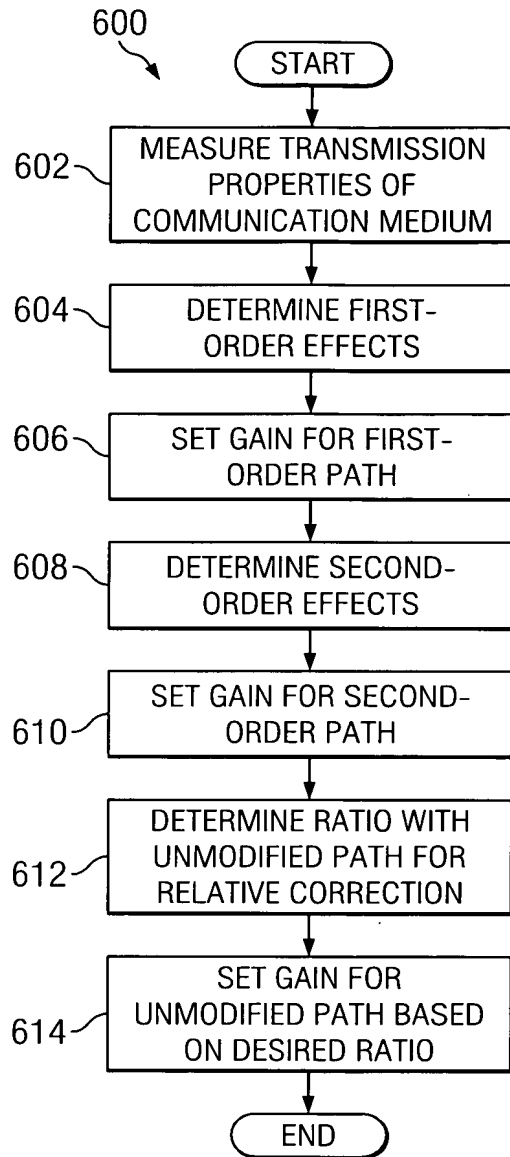 600
START
602
MEASURE TRANSMISSION
PROPERTIES OF
COMMUNICATION MEDIUM
604
DETERMINE FIRST-
ORDER EFFECTS
606
SET GAIN FOR FIRST-
ORDER PATH
608
DETERMINE SECOND-
ORDER EFFECTS
610
SET GAIN FOR SECOND-
ORDER PATH
612
DETERMINE RATIO WITH
UNMODIFIED PATH FOR
RELATIVE CORRECTION
614
SET GAIN FOR
UNMODIFIED PATH BASED
ON DESIRED RATIO
END